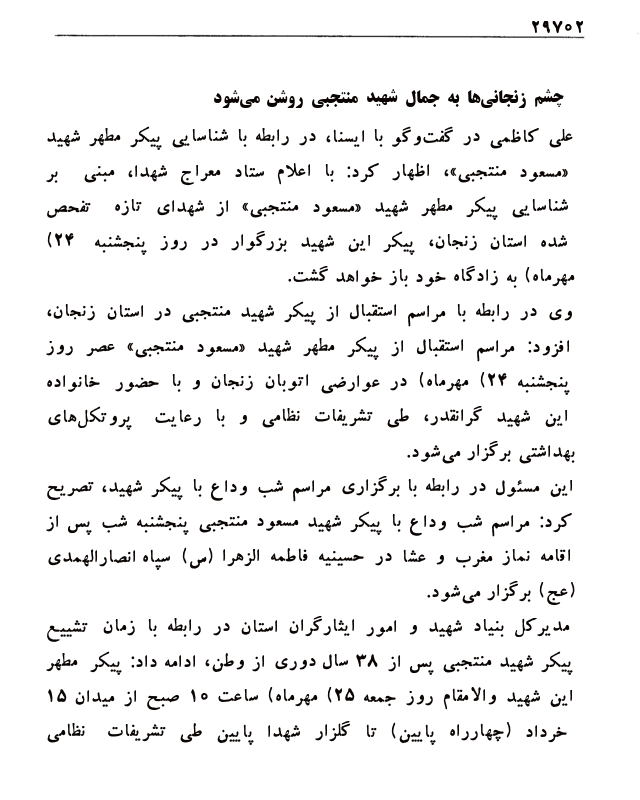 ۲۹۷۰۲
چشم زنجانی‌ها به جمال شهید منتجبی روشن می‌شود
علی کاظمی در گفت‌وگو با ایسنا، در رابطه با شناسایی پیکر مطهر شهید
«مسعود منتجبی»، اظهار کرد: با اعلام ستاد معراج شهدا، مبنی بر
شناسایی پیکر مطهر شهید «مسعود منتجبی» از شهدای تازه تفحص
شده استان زنجان، پیکر این شهید بزرگوار در روز پنجشنبه ۲۴)
مهرماه) به زادگاه خود باز خواهد گشت.
وی در رابطه با مراسم استقبال از پیکر شهید منتجبی در استان زنجان،
افزود: مراسم استقبال از پیکر مطهر شهید «مسعود منتجبی» عصر روز
پنجشنبه ۲۴) مهرماه) در عوارضی اتوبان زنجان و با حضور خانواده
این شهید گرانقدر، طی تشریفات نظامی و با رعایت پروتکل‌های
بهداشتی برگزار می‌شود.
این مسئول در رابطه با برگزاری مراسم شب وداع با پیکر شهید، تصریح
کرد: مراسم شب وداع با پیکر شهید مسعود منتجبی پنجشنبه شب پس از
اقامه نماز مغرب و عشا در حسینیه فاطمه الزهرا (س) سپاه انصارالهمدی
(عج) برگزار می‌شود.
مدیرکل بنیاد شهید و امور ایثارگران استان در رابطه با زمان تشییع
پیکر شهید منتجبی پس از ۳۸ سال دوری از وطن، ادامه داد: پیکر مطهر
این شهید والامقام روز جمعه ۲۵) مهرماه) ساعت ۱۰ صبح از میدان ۱۵
خرداد (چهارراه پایین) تا گلزار شهدا پایین طی تشریفات نظامی